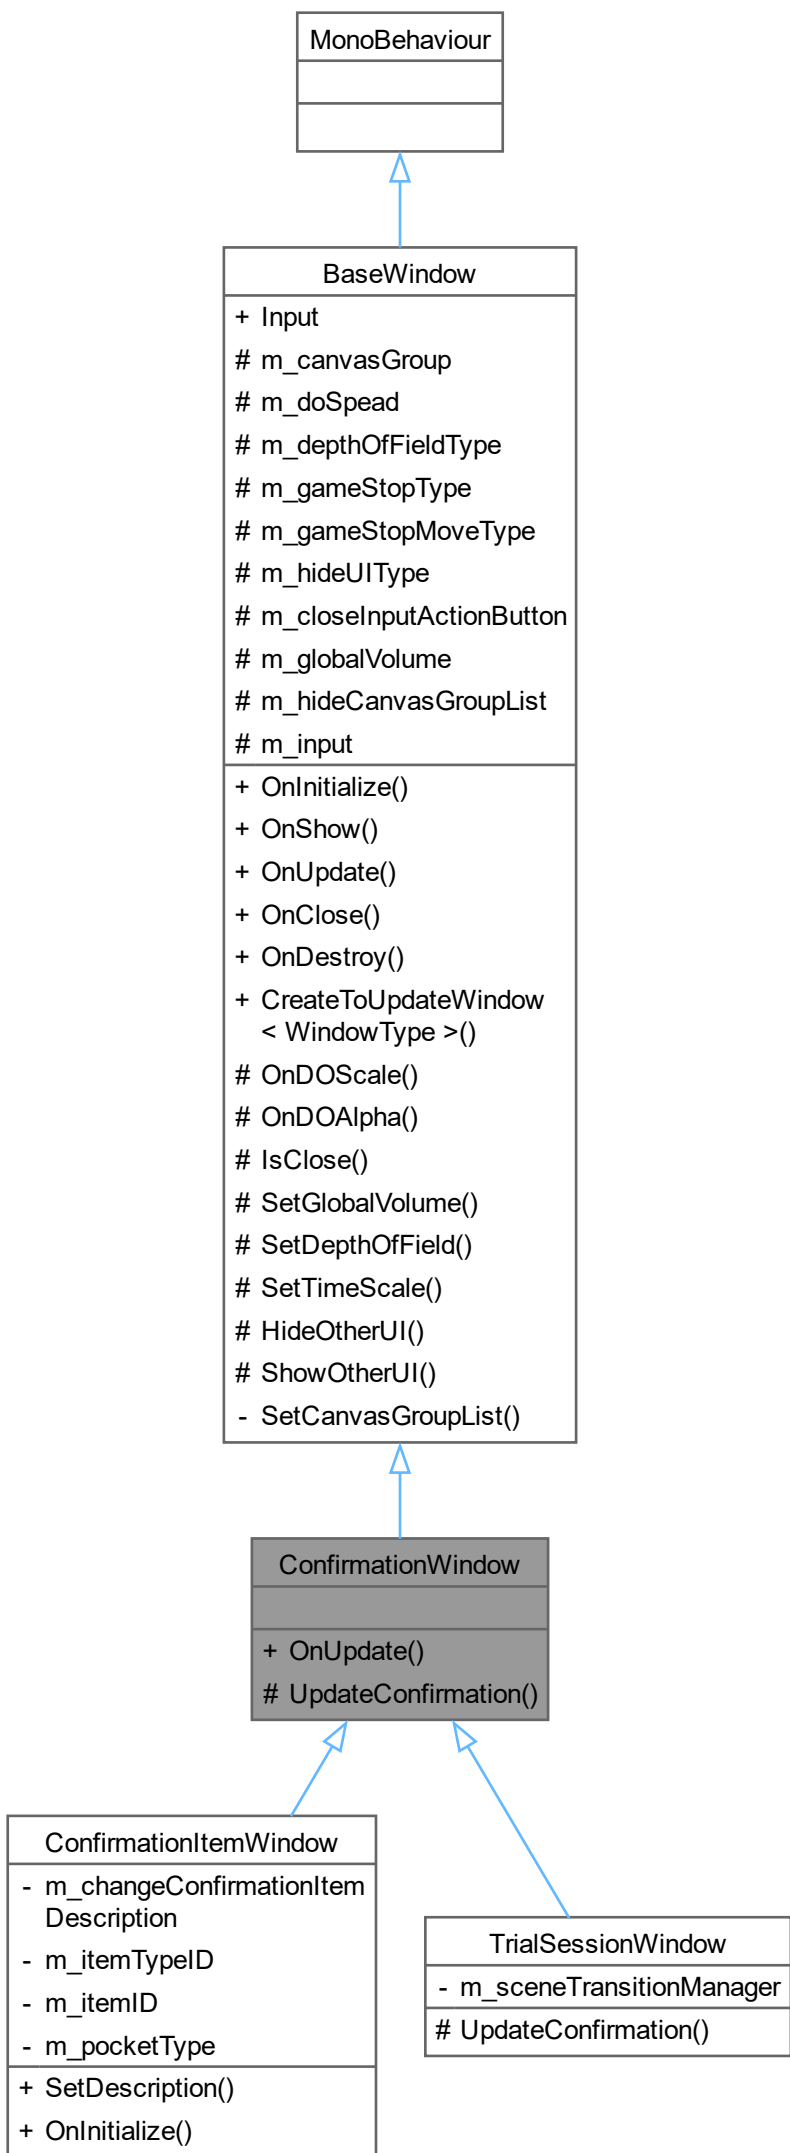 MonoBehaviour
BaseWindow
+ Input
# m_canvasGroup
# m_doSpead
# m_depthOfFieldType
# m_gameStopType
# m_gameStopMoveType
# m_hideUIType
# m_closeInputActionButton
# m_globalVolume
# m_hideCanvasGroupList
# m_input
+ OnInitialize()
+ OnShow()
+ OnUpdate()
+ OnClose()
+ OnDestroy()
+ CreateToUpdateWindow
< WindowType >()
# OnDOScale()
# OnDOAlpha()
# IsClose()
# SetGlobalVolume()
# SetDepthOfField()
# SetTimeScale()
# HideOtherUI()
# ShowOtherUI()
- SetCanvasGroupList()
ConfirmationWindow
+ OnUpdate()
# UpdateConfirmation()
ConfirmationItemWindow
- m_changeConfirmationItem
Description
- m_itemTypeID
- m_itemID
- m_pocketType
+ SetDescription()
+ OnInitialize()
TrialSessionWindow
- m_sceneTransitionManager
# UpdateConfirmation()